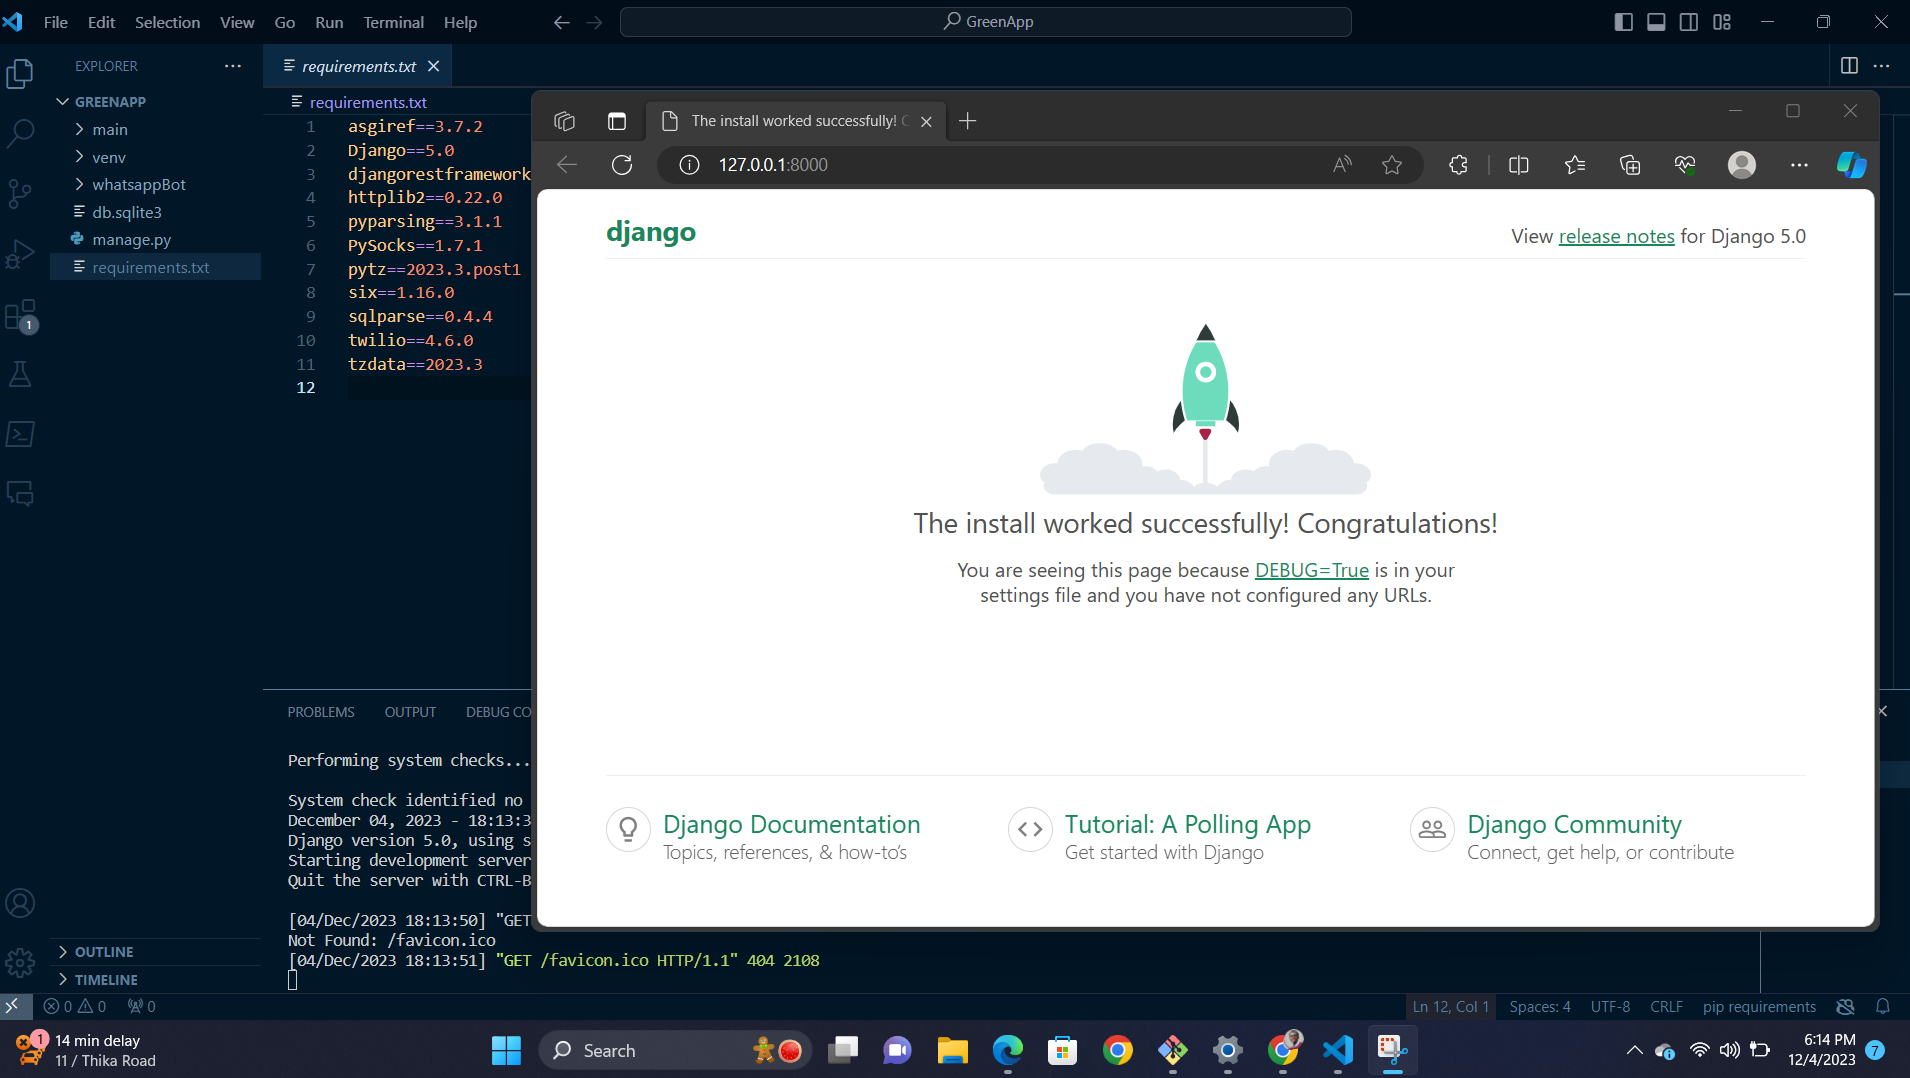 File Edit Selection View Go Run Terminal Help
GreenApp
EXPLORER
requirements.txt
GREENAPP
main
venv
whatsappBot
db.sqlite3
manage.py
requirements.txt
requirements.txt
1 asgiref==3.7.2
2 Django==5.0
3 djangorestframework
4 httplib2==0.22.0
5 pyparsing==3.1.1
6 PySocks==1.7.1
7 pytz==2023.3.post1
8 six==1.16.0
9 sqlparse==0.4.4
10 twilio==4.6.0
11 tzdata==2023.3
12
1
The install worked successfully!
127.0.0.1:8000
django
View release notes for Django 5.0
The install worked successfully! Congratulations!
You are seeing this page because DEBUG=True is in your
settings file and you have not configured any URLs.
Django Documentation
Topics, references, & how-to's
Tutorial: A Polling App
Get started with Django
Django Community
Connect, get help, or contribute
PROBLEMS OUTPUT DEBUG CO
Performing system checks...
System check identified no
December 04, 2023 - 18:13:3
Django version 5.0, using s
Starting development server
Quit the server with CTRL-B
[04/Dec/2023 18:13:50] "GET
Not Found: /favicon.ico
[04/Dec/2023 18:13:51] "GET /favicon.ico HTTP/1.1" 404 2108
OUTLINE
TIMELINE
0 0 0
Ln 12, Col 1 Spaces: 4 UTF-8 CRLF pip requirements
1
14 min delay
11 / Thika Road
Search
6:14 PM
12/4/2023
7